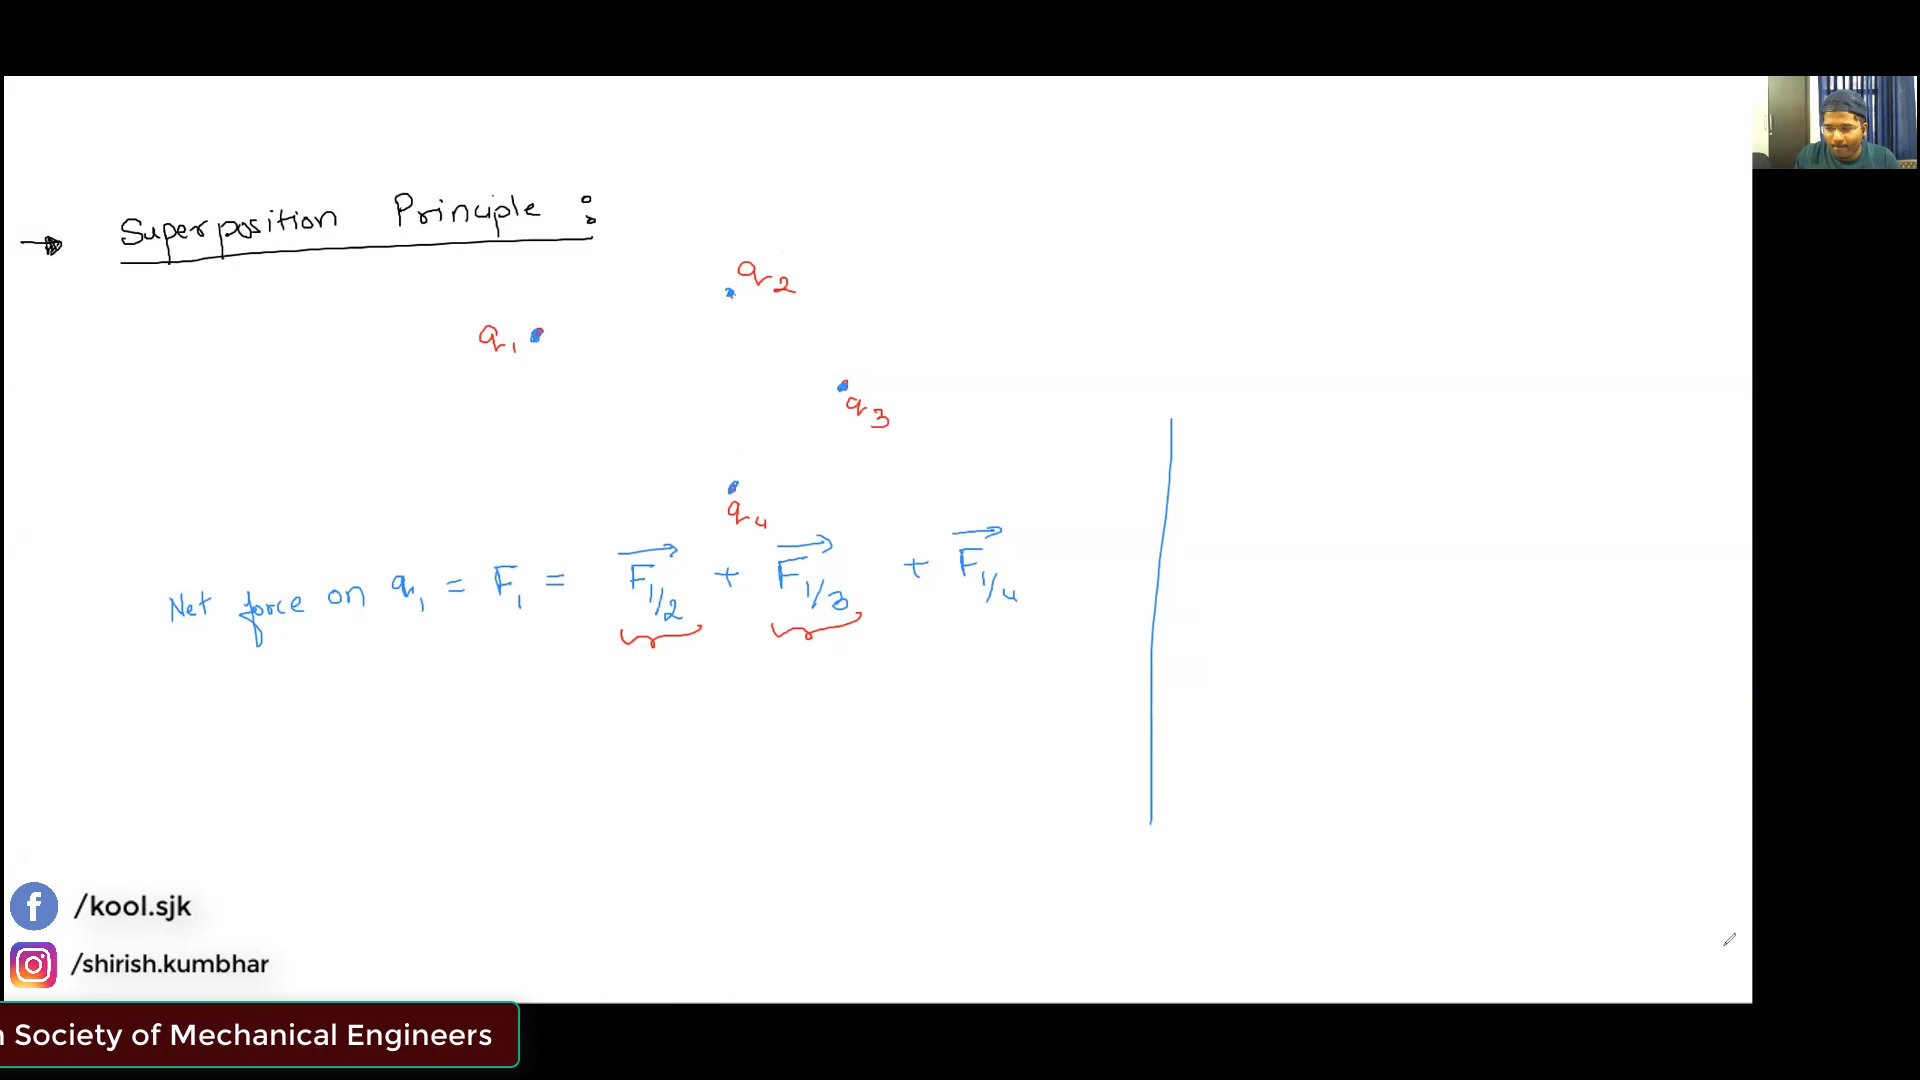 → Superposition Principle :
q2
q1
q3
q4
Net force on q1 = F1 = F1/2 + F1/3 + F1/4
/kool.sjk
/shirish.kumbhar
n Society of Mechanical Engineers